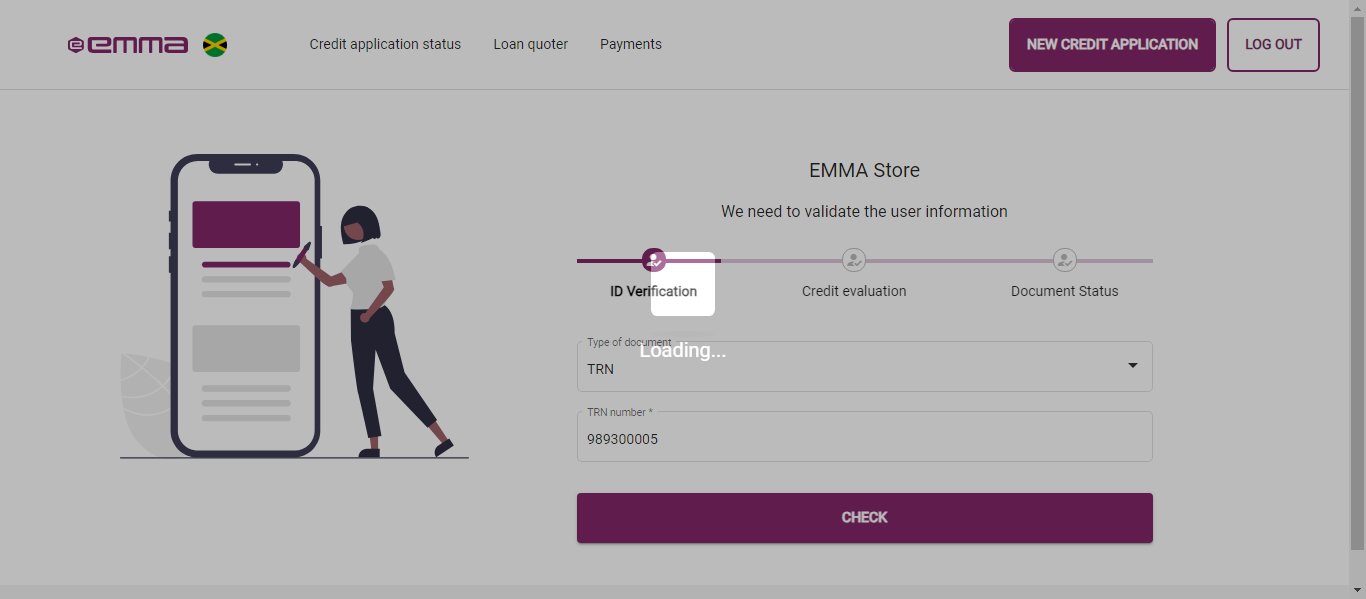 emma
Credit application status
Loan quoter
Payments
NEW CREDIT APPLICATION
LOG OUT
EMMA Store
We need to validate the user information
ID Verification
Credit evaluation
Document Status
Loading...
Type of document
TRN
TRN number *
989300005
CHECK